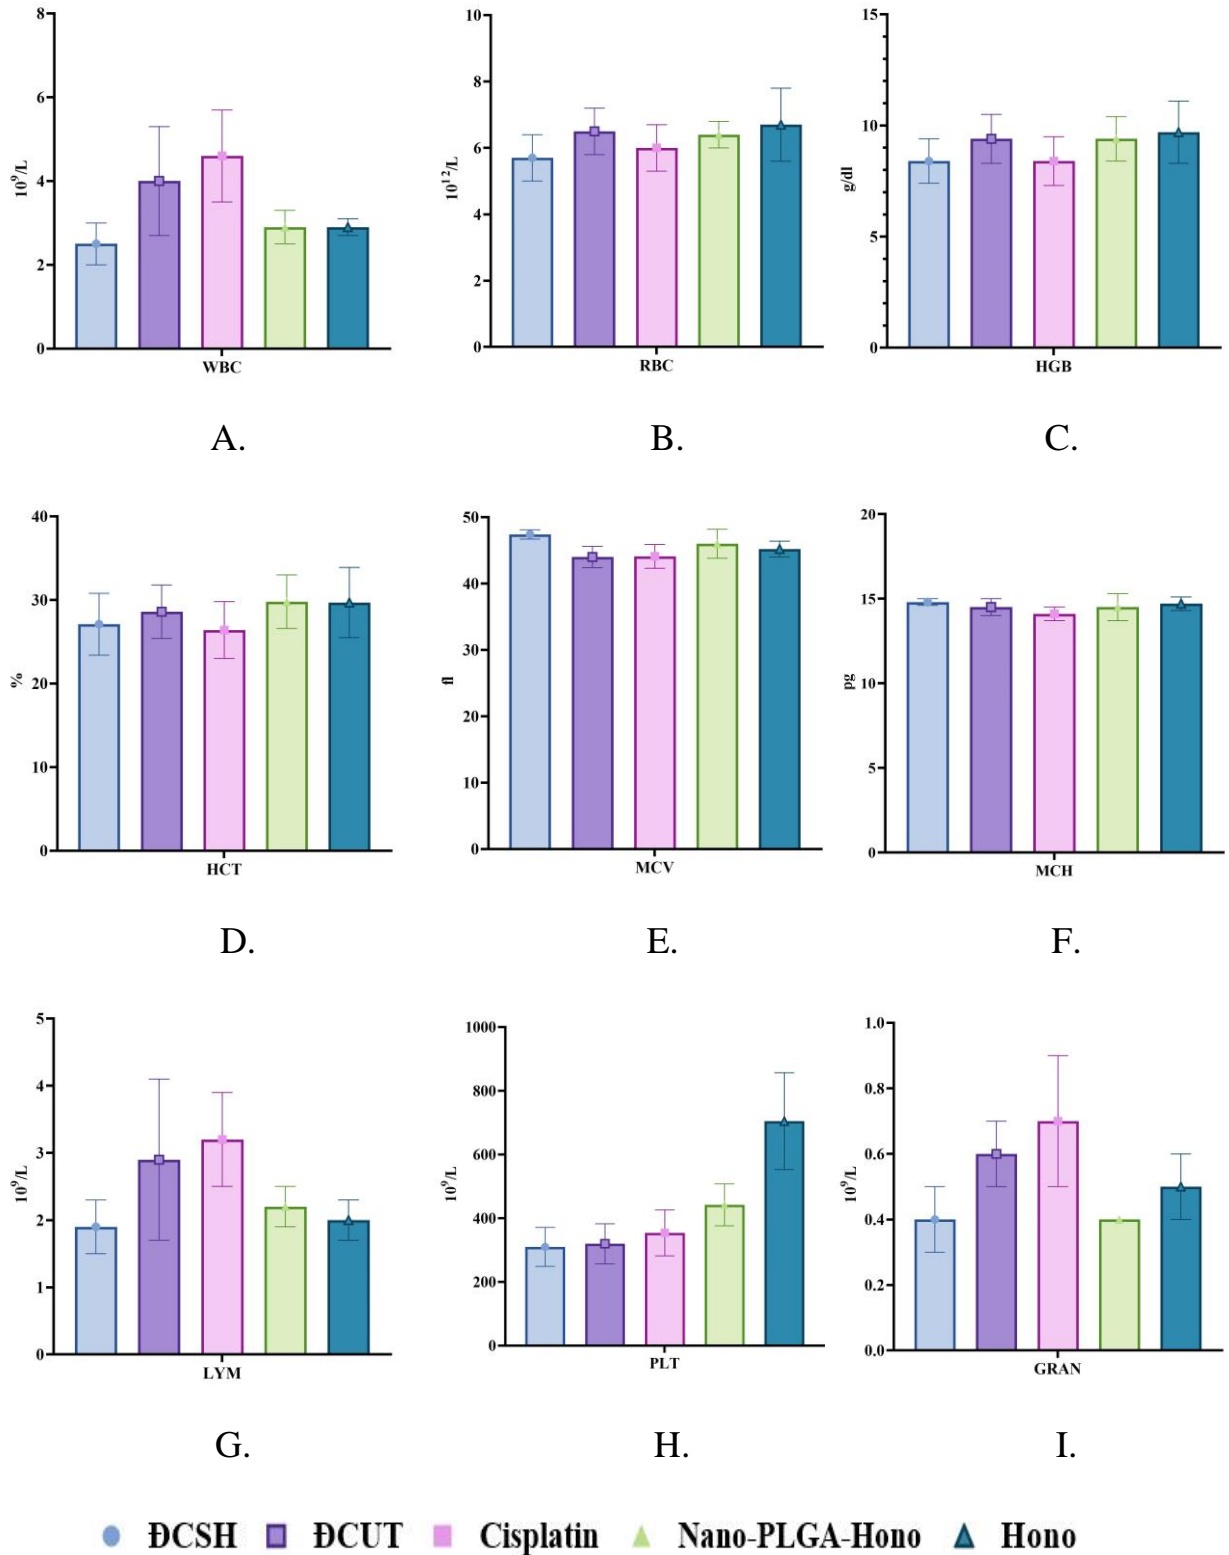 8
6
4
2
0
10⁹/L
WBC
10
8
6
4
2
0
10¹²/L
RBC
15
10
5
0
g/dl
HGB
A.
B.
C.
40
30
20
10
0
%
HCT
50
40
30
20
10
0
fl
MCV
20
15
10
5
0
pg
MCH
D.
E.
F.
5
4
3
2
1
0
10⁹/L
LYM
1000
800
600
400
200
0
10⁹/L
PLT
1.0
0.8
0.6
0.4
0.2
0.0
10⁹/L
GRAN
G.
H.
I.
ĐCSH ĐCUT Cisplatin Nano-PLGA-Hono Hono